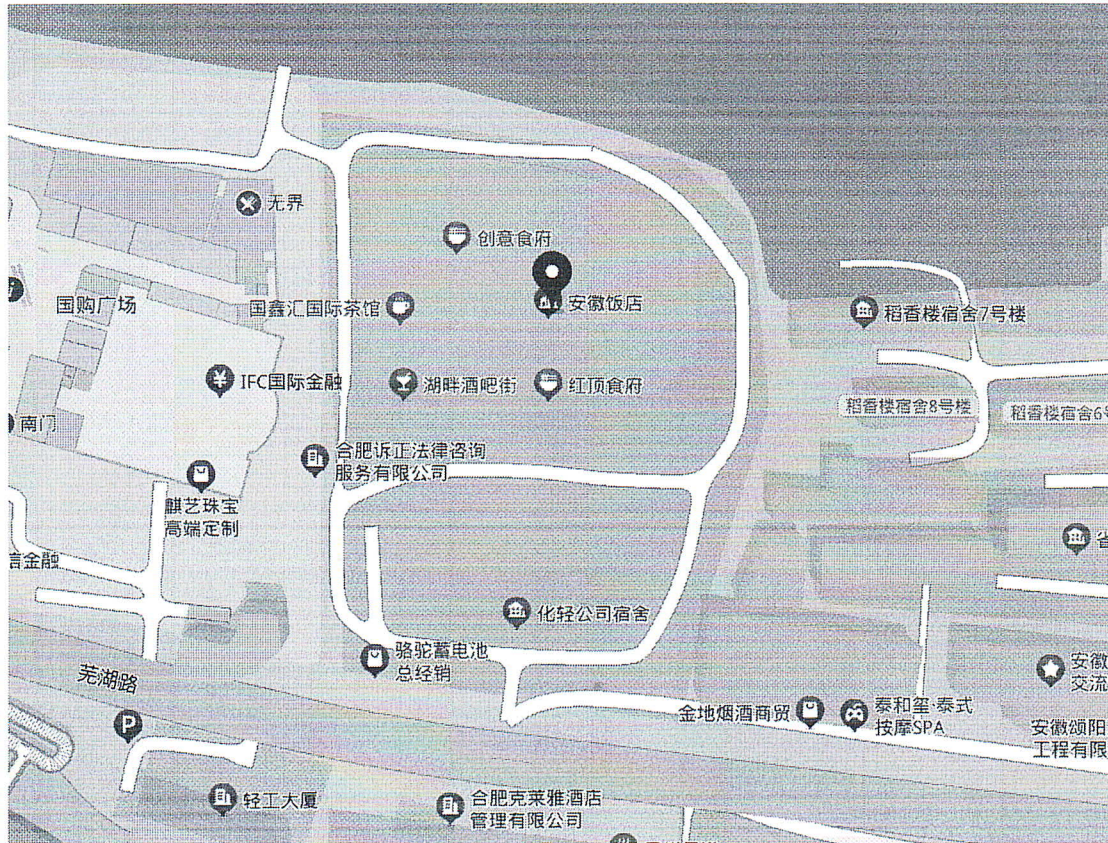 无界
创意食府
国购广场
国鑫汇国际茶馆
安徽饭店
稻香楼宿舍7号楼
IFC国际金融
湖畔酒吧街
红顶食府
稻香楼宿舍8号楼
稻香楼宿舍6号
南门
合肥诉正法律咨询
服务有限公司
麒艺珠宝
高端定制
信金融
化轻公司宿舍
骆驼蓄电池
总经销
芜湖路
P
金地烟酒商贸
泰和玺·泰式
按摩SPA
安徽
交流
安徽颂阳
工程有限
轻工大厦
合肥克莱雅酒店
管理有限公司